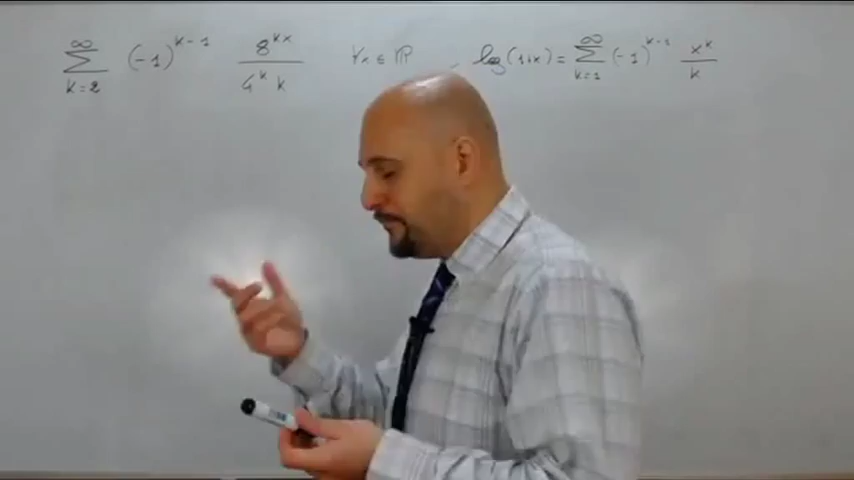 ∞ ∑ k=2 (-1)^{k-1} 8^{kx} / 4^k k ∀x ∈ ℝ log(1+x) = ∞ ∑ k=1 (-1)^{k-1} x^k / k